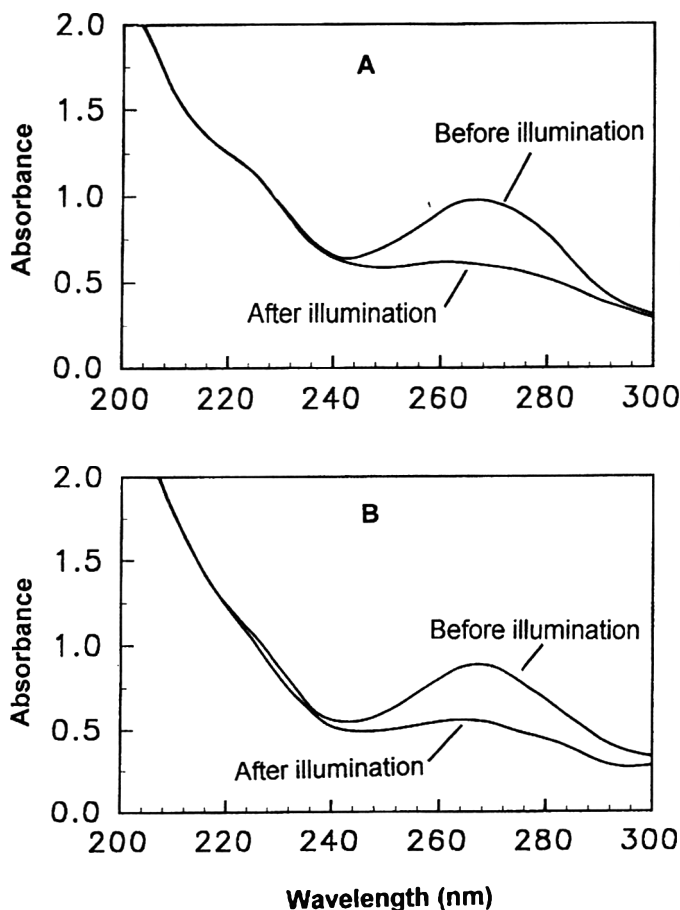 2.0
A
1.5
Before illumination
1.0
Absorbance
0.5
After illumination
0.0
200 220 240 260 280 300
2.0
B
1.5
Before illumination
1.0
Absorbance
0.5
After illumination
0.0
200 220 240 260 280 300
Wavelength (nm)